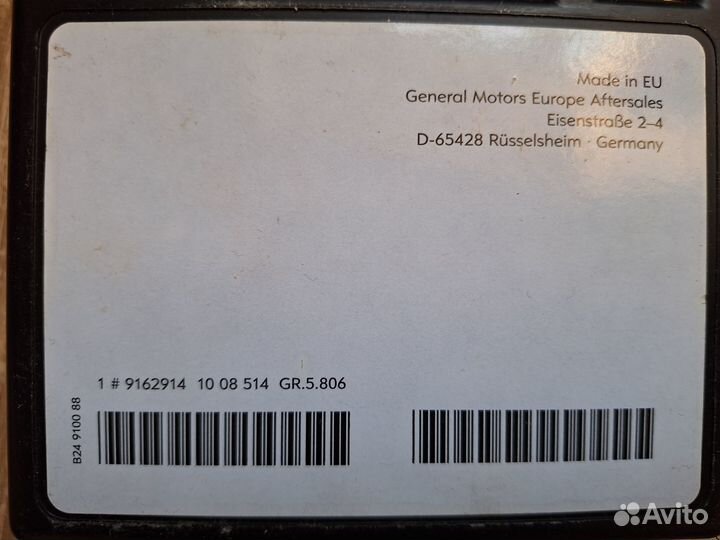 Made in EU
General Motors Europe Aftersales
Eisenstraße 2–4
D-65428 Rüsselsheim · Germany
1 # 9162914 10 08 514 GR.5.806
B24 9100 88
Avito